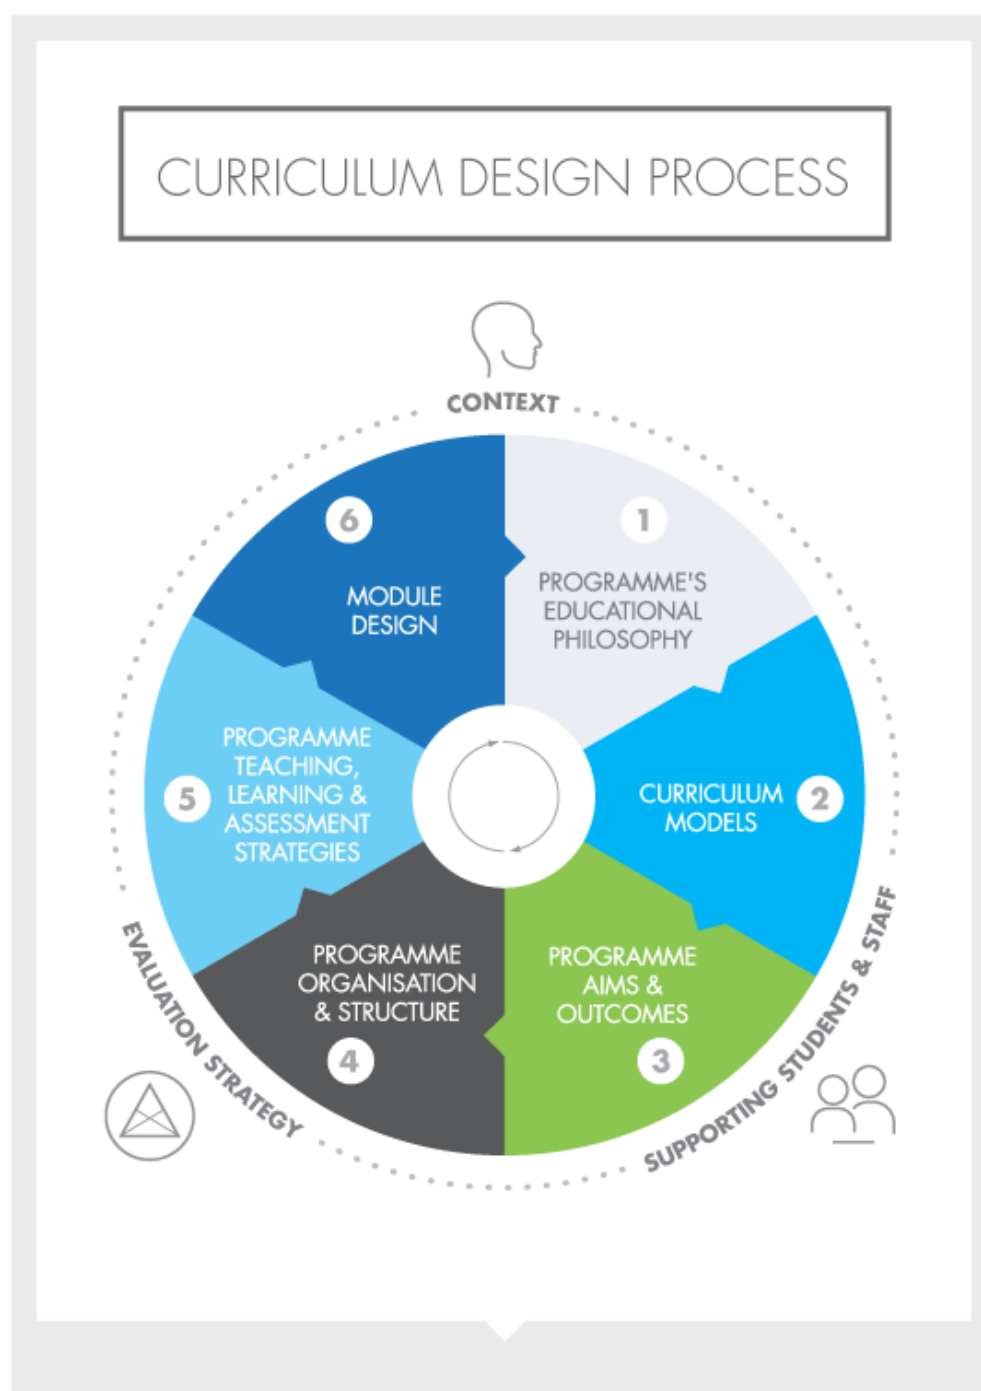 CURRICULUM DESIGN PROCESS
CONTEXT
1
PROGRAMME'S
EDUCATIONAL
PHILOSOPHY
CURRICULUM
MODELS
2
PROGRAMME
AIMS &
OUTCOMES
3
PROGRAMME
ORGANISATION
& STRUCTURE
4
5
PROGRAMME
TEACHING,
LEARNING &
ASSESSMENT
STRATEGIES
6
MODULE
DESIGN
SUPPORTING STUDENTS & STAFF
EVALUATION STRATEGY